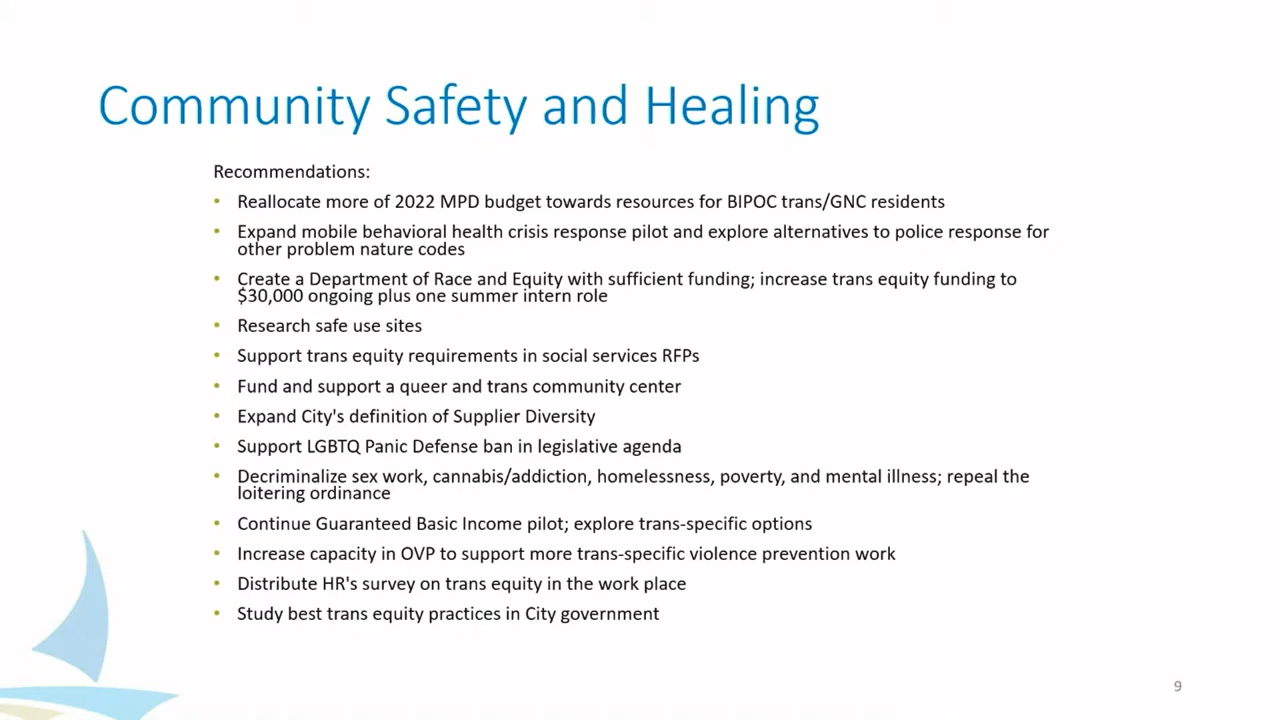 Community Safety and Healing
Recommendations:
• Reallocate more of 2022 MPD budget towards resources for BIPOC trans/GNC residents
• Expand mobile behavioral health crisis response pilot and explore alternatives to police response for
other problem nature codes
• Create a Department of Race and Equity with sufficient funding; increase trans equity funding to
$30,000 ongoing plus one summer intern role
• Research safe use sites
• Support trans equity requirements in social services RFPs
• Fund and support a queer and trans community center
• Expand City's definition of Supplier Diversity
• Support LGBTQ Panic Defense ban in legislative agenda
• Decriminalize sex work, cannabis/addiction, homelessness, poverty, and mental illness; repeal the
loitering ordinance
• Continue Guaranteed Basic Income pilot; explore trans-specific options
• Increase capacity in OVP to support more trans-specific violence prevention work
• Distribute HR's survey on trans equity in the work place
• Study best trans equity practices in City government
9